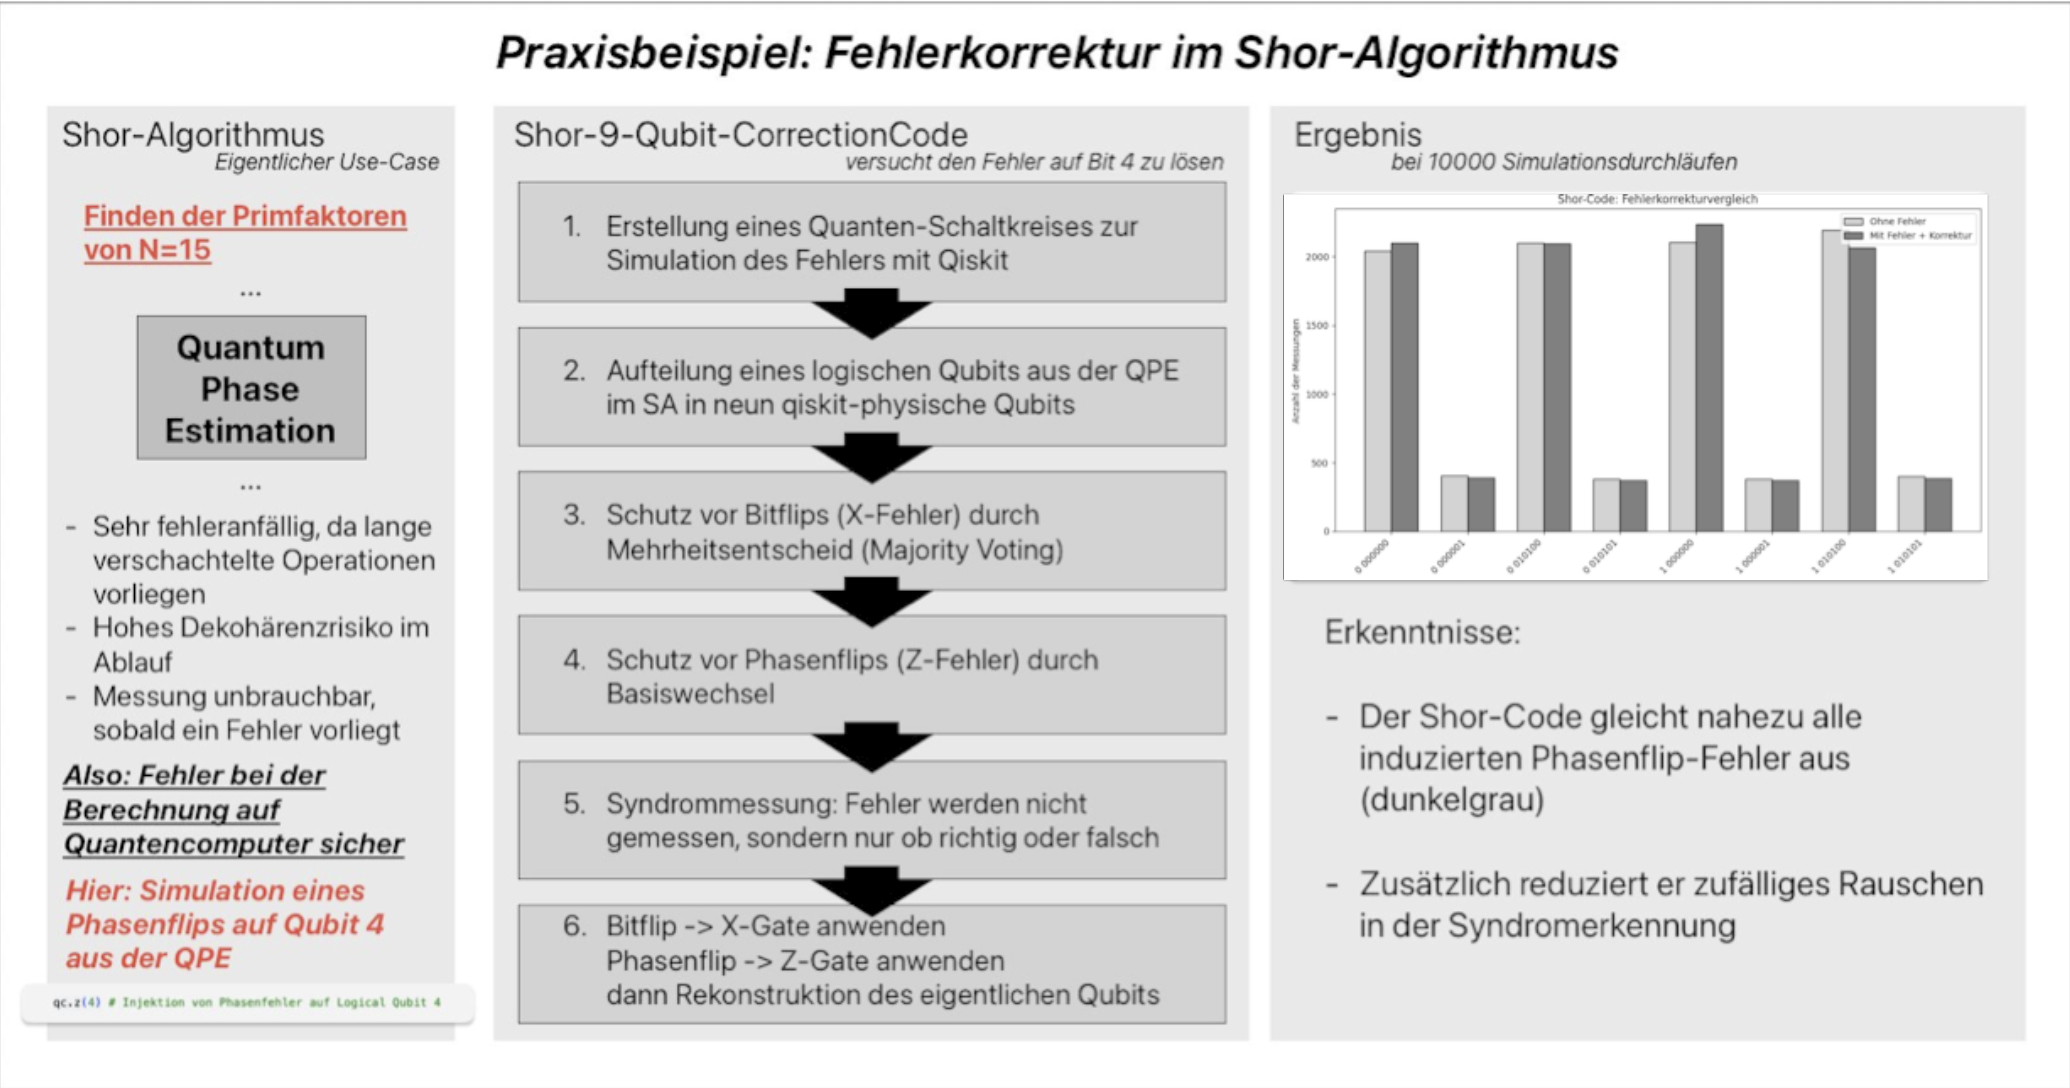 Praxisbeispiel: Fehlerkorrektur im Shor-Algorithmus
Shor-Algorithmus
Eigentlicher Use-Case
Finden der Primfaktoren
von N=15
...
Quantum
Phase
Estimation
...
- Sehr fehleranfällig, da lange
verschachtelte Operationen
vorliegen
- Hohes Dekohärenzrisiko im
Ablauf
- Messung unbrauchbar,
sobald ein Fehler vorliegt
Also: Fehler bei der
Berechnung auf
Quantencomputer sicher
Hier: Simulation eines
Phasenflips auf Qubit 4
aus der QPE
qc.z(4) # Injektion von Phasenfehler auf Logical Qubit 4
Shor-9-Qubit-CorrectionCode
versucht den Fehler auf Bit 4 zu lösen
1. Erstellung eines Quanten-Schaltkreises zur
Simulation des Fehlers mit Qiskit
2. Aufteilung eines logischen Qubits aus der QPE
im SA in neun qiskit-physische Qubits
3. Schutz vor Bitflips (X-Fehler) durch
Mehrheitsentscheid (Majority Voting)
4. Schutz vor Phasenflips (Z-Fehler) durch
Basiswechsel
5. Syndrommessung: Fehler werden nicht
gemessen, sondern nur ob richtig oder falsch
6. Bitflip -> X-Gate anwenden
Phasenflip -> Z-Gate anwenden
dann Rekonstruktion des eigentlichen Qubits
Ergebnis
bei 10000 Simulationsdurchläufen
Shor-Code: Fehlerkorrekturvergleich
Ohne Fehler
Mit Fehler + Korrektur
Anzahl der Messungen
2000
1500
1000
500
0
0 000000
0 000001
0 010100
0 010101
1 000000
1 000001
1 010100
1 010101
Erkenntnisse:
- Der Shor-Code gleicht nahezu alle
induzierten Phasenflip-Fehler aus
(dunkelgrau)
- Zusätzlich reduziert er zufälliges Rauschen
in der Syndromerkennung